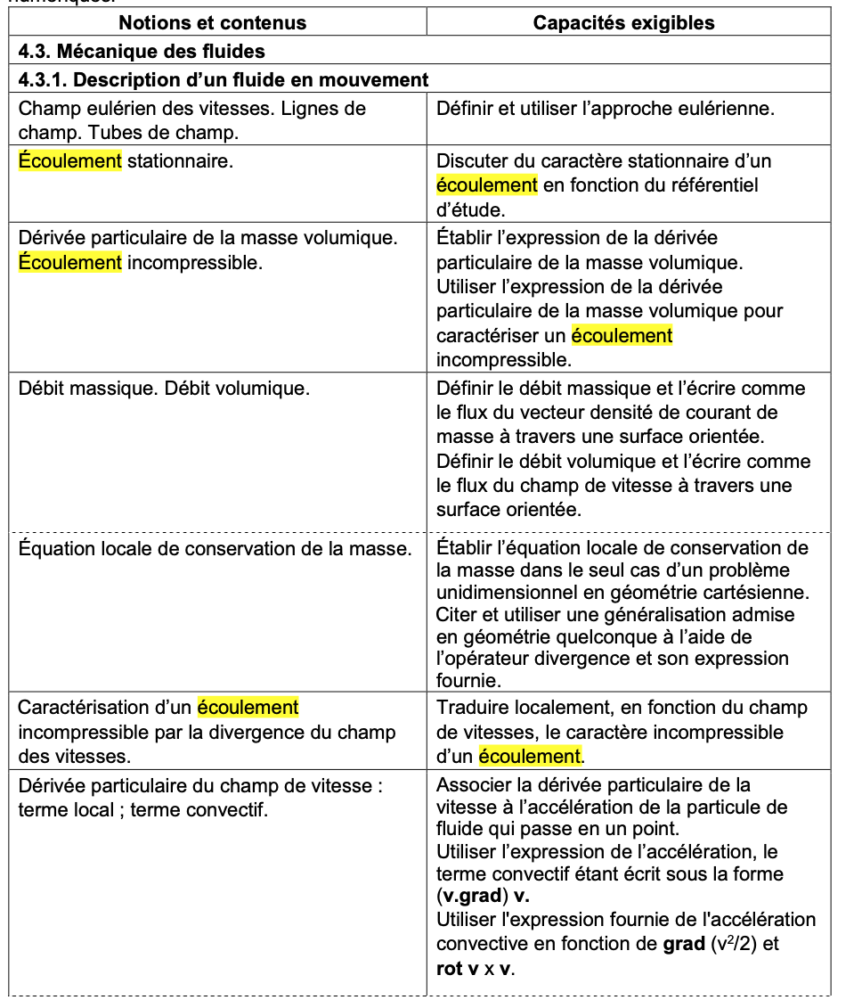 numériques.
Notions et contenus
Capacités exigibles
4.3. Mécanique des fluides
4.3.1. Description d’un fluide en mouvement
Champ eulérien des vitesses. Lignes de
champ. Tubes de champ.
Définir et utiliser l’approche eulérienne.
Écoulement stationnaire.
Discuter du caractère stationnaire d’un
écoulement en fonction du référentiel
d’étude.
Dérivée particulaire de la masse volumique.
Écoulement incompressible.
Établir l’expression de la dérivée
particulaire de la masse volumique.
Utiliser l’expression de la dérivée
particulaire de la masse volumique pour
caractériser un écoulement
incompressible.
Débit massique. Débit volumique.
Définir le débit massique et l’écrire comme
le flux du vecteur densité de courant de
masse à travers une surface orientée.
Définir le débit volumique et l’écrire comme
le flux du champ de vitesse à travers une
surface orientée.
Équation locale de conservation de la masse.
Établir l’équation locale de conservation de
la masse dans le seul cas d’un problème
unidimensionnel en géométrie cartésienne.
Citer et utiliser une généralisation admise
en géométrie quelconque à l’aide de
l’opérateur divergence et son expression
fournie.
Caractérisation d’un écoulement
incompressible par la divergence du champ
des vitesses.
Traduire localement, en fonction du champ
de vitesses, le caractère incompressible
d’un écoulement.
Dérivée particulaire du champ de vitesse :
terme local ; terme convectif.
Associer la dérivée particulaire de la
vitesse à l’accélération de la particule de
fluide qui passe en un point.
Utiliser l’expression de l’accélération, le
terme convectif étant écrit sous la forme
(v.grad) v.
Utiliser l'expression fournie de l'accélération
convective en fonction de grad (v²/2) et
rot v x v.